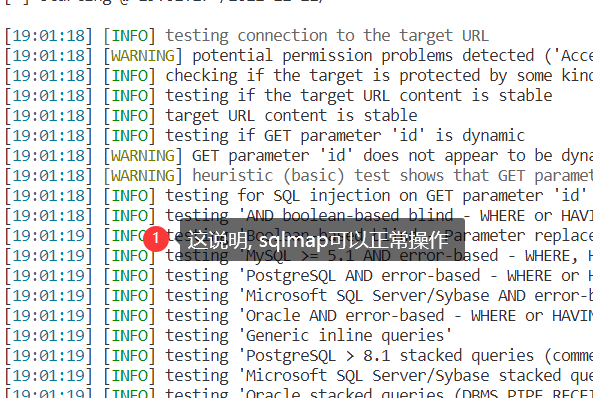 [19:01:18] [INFO] testing connection to the target URL
[19:01:18] [WARNING] potential permission problems detected ('Acce
[19:01:18] [INFO] checking if the target is protected by some kind
[19:01:18] [INFO] testing if the target URL content is stable
[19:01:18] [INFO] target URL content is stable
[19:01:18] [INFO] testing if GET parameter 'id' is dynamic
[19:01:18] [WARNING] GET parameter 'id' does not appear to be dyna
[19:01:18] [WARNING] heuristic (basic) test shows that GET paramet
[19:01:18] [INFO] testing for SQL injection on GET parameter 'id'
[19:01:18] [INFO] testing 'AND boolean-based blind - WHERE or HAVI
[19:01:19] [INFO] testing 'Boolean-based blind - Parameter replace
1 这说明, sqlmap可以正常操作
[19:01:19] [INFO] testing 'MySQL >= 5.1 AND error-based - WHERE, H
[19:01:19] [INFO] testing 'PostgreSQL AND error-based - WHERE or H
[19:01:19] [INFO] testing 'Microsoft SQL Server/Sybase AND error-b
[19:01:19] [INFO] testing 'Oracle AND error-based - WHERE or HAVIN
[19:01:19] [INFO] testing 'Generic inline queries'
[19:01:19] [INFO] testing 'PostgreSQL > 8.1 stacked queries (comme
[19:01:19] [INFO] testing 'Microsoft SQL Server/Sybase stacked que
[19:01:19] [INFO] testing 'Oracle stacked queries (DBMS_PIPE.RECEI